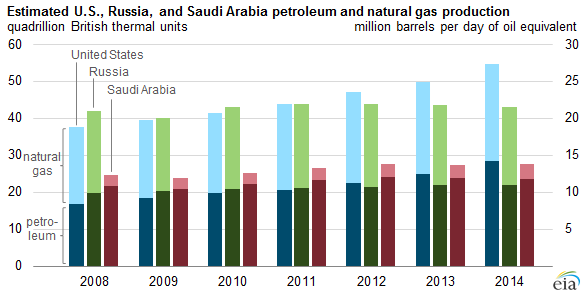 Estimated U.S., Russia, and Saudi Arabia petroleum and natural gas production
quadrillion British thermal units million barrels per day of oil equivalent
60 30
United States
Russia
50 25
Saudi Arabia
40 20
30 15
natural
gas
20 10
petro-
leum
10 5
0
2008 2009 2010 2011 2012 2013 2014
eia